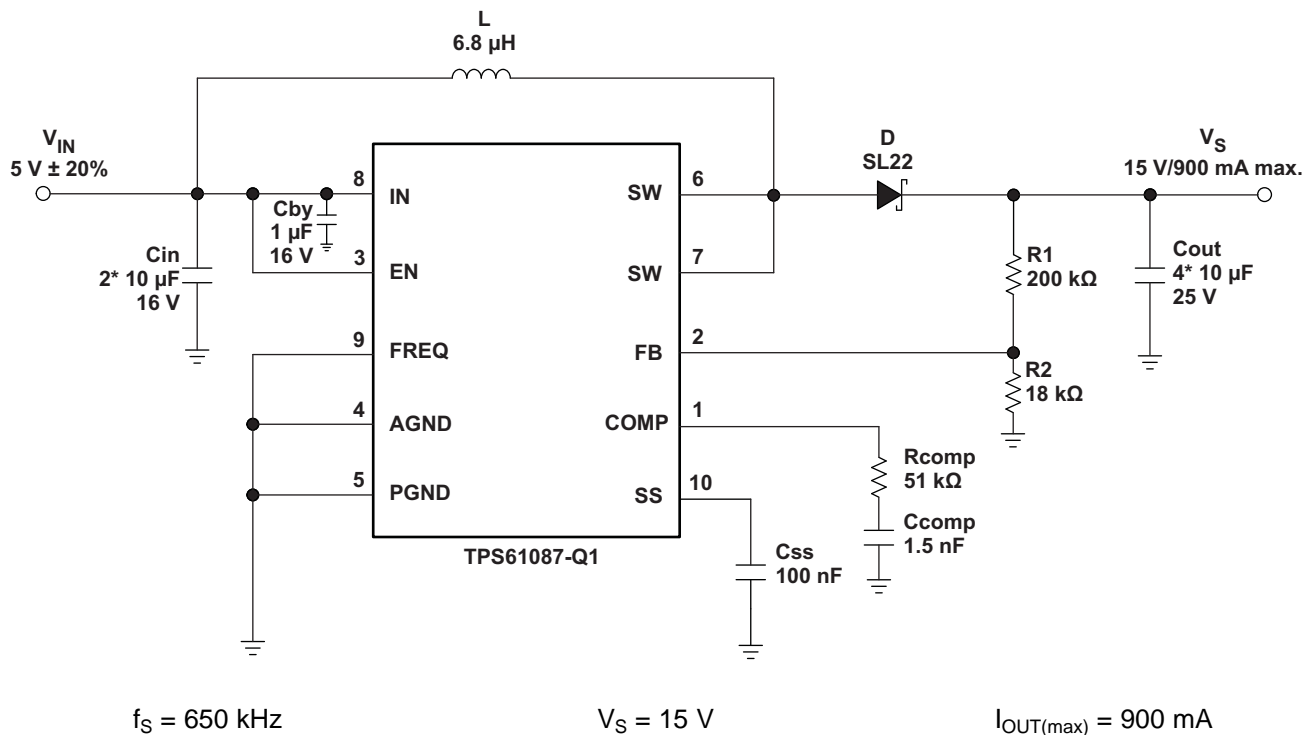 L
6.8 µH
V_IN
5 V ± 20%
D
SL22
V_S
15 V/900 mA max.
8
IN
SW
6
Cby
1 µF
16 V
Cin
2* 10 µF
16 V
3
EN
SW
7
R1
200 kΩ
Cout
4* 10 µF
25 V
9
FREQ
FB
2
R2
18 kΩ
4
AGND
COMP
1
Rcomp
51 kΩ
5
PGND
SS
10
Ccomp
1.5 nF
TPS61087-Q1
Css
100 nF
f_S = 650 kHz
V_S = 15 V
I_OUT(max) = 900 mA